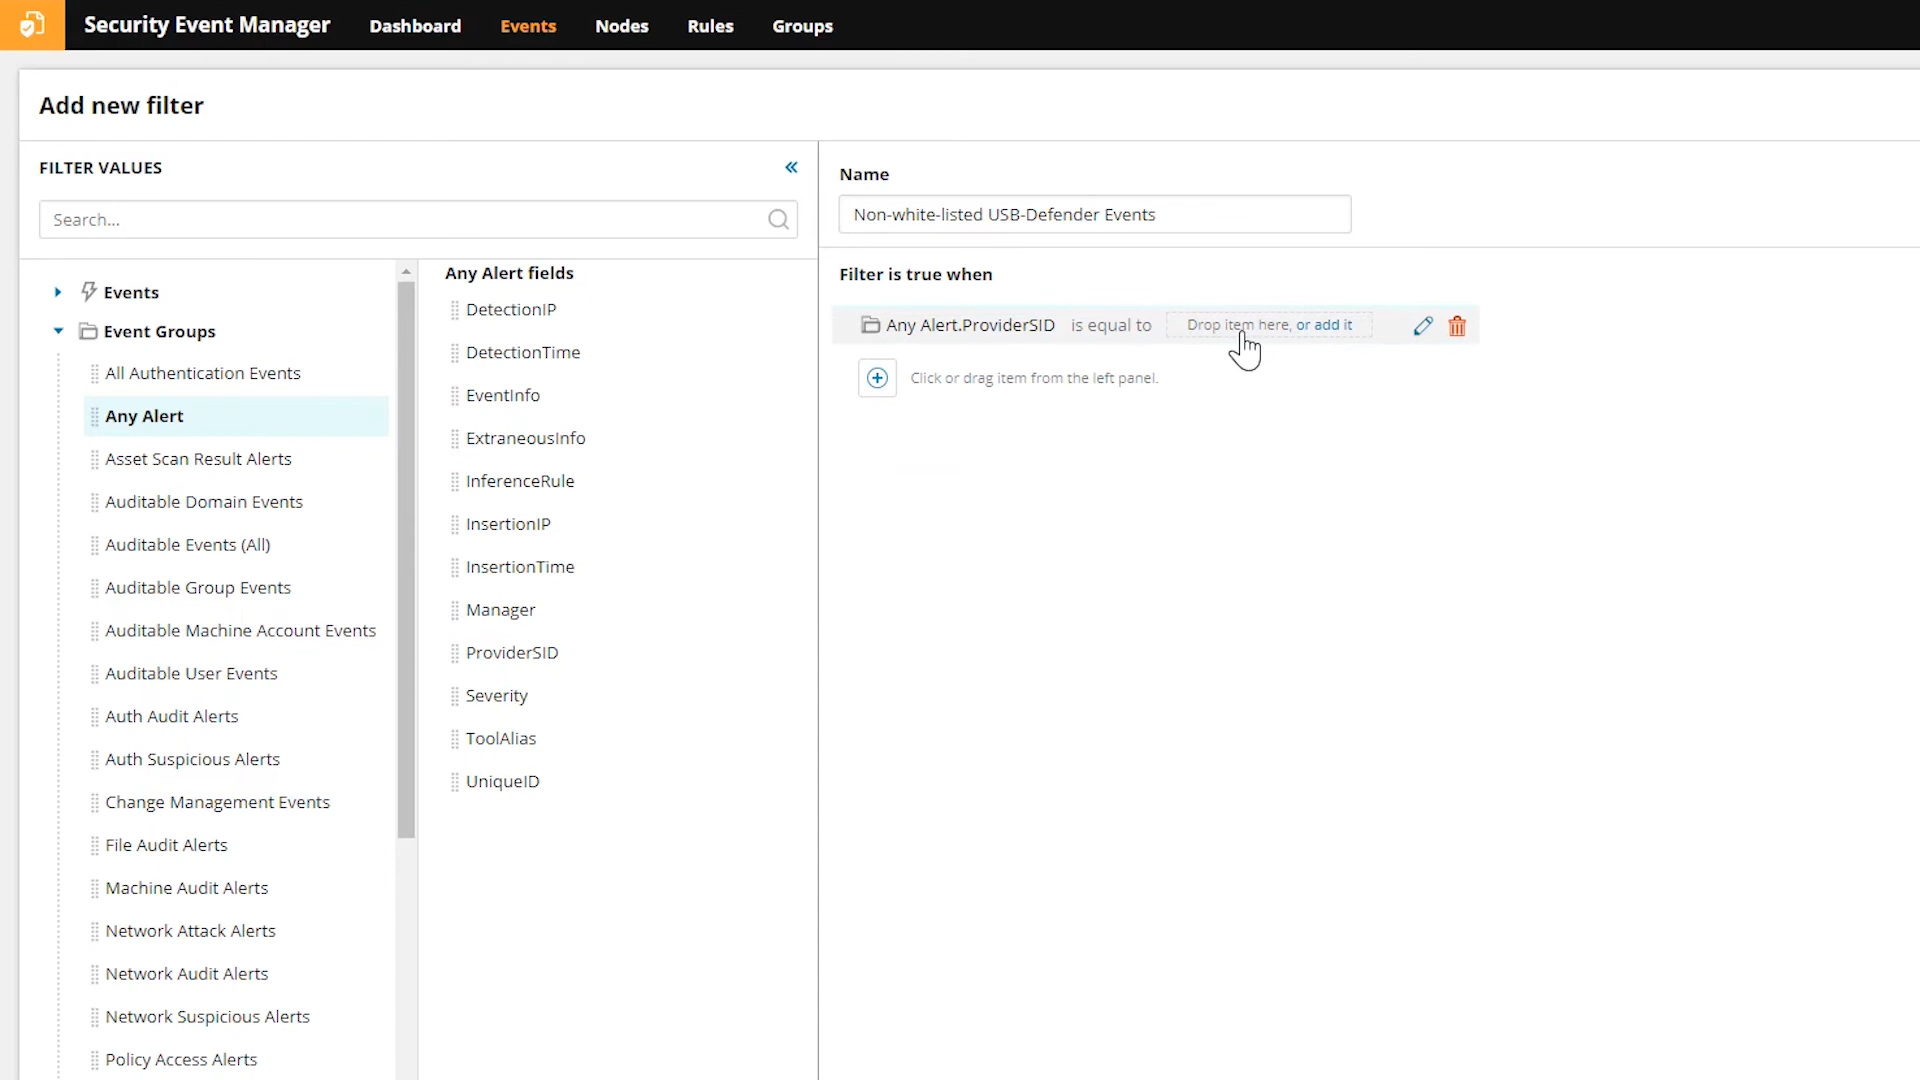 Security Event Manager Dashboard Events Nodes Rules Groups
Add new filter
FILTER VALUES
Search...
Events
Event Groups
All Authentication Events
Any Alert
Asset Scan Result Alerts
Auditable Domain Events
Auditable Events (All)
Auditable Group Events
Auditable Machine Account Events
Auditable User Events
Auth Audit Alerts
Auth Suspicious Alerts
Change Management Events
File Audit Alerts
Machine Audit Alerts
Network Attack Alerts
Network Audit Alerts
Network Suspicious Alerts
Policy Access Alerts
Any Alert fields
DetectionIP
DetectionTime
EventInfo
ExtraneousInfo
InferenceRule
InsertionIP
InsertionTime
Manager
ProviderSID
Severity
ToolAlias
UniqueID
Name
Non-white-listed USB-Defender Events
Filter is true when
Any Alert.ProviderSID is equal to Drop item here, or add it
Click or drag item from the left panel.